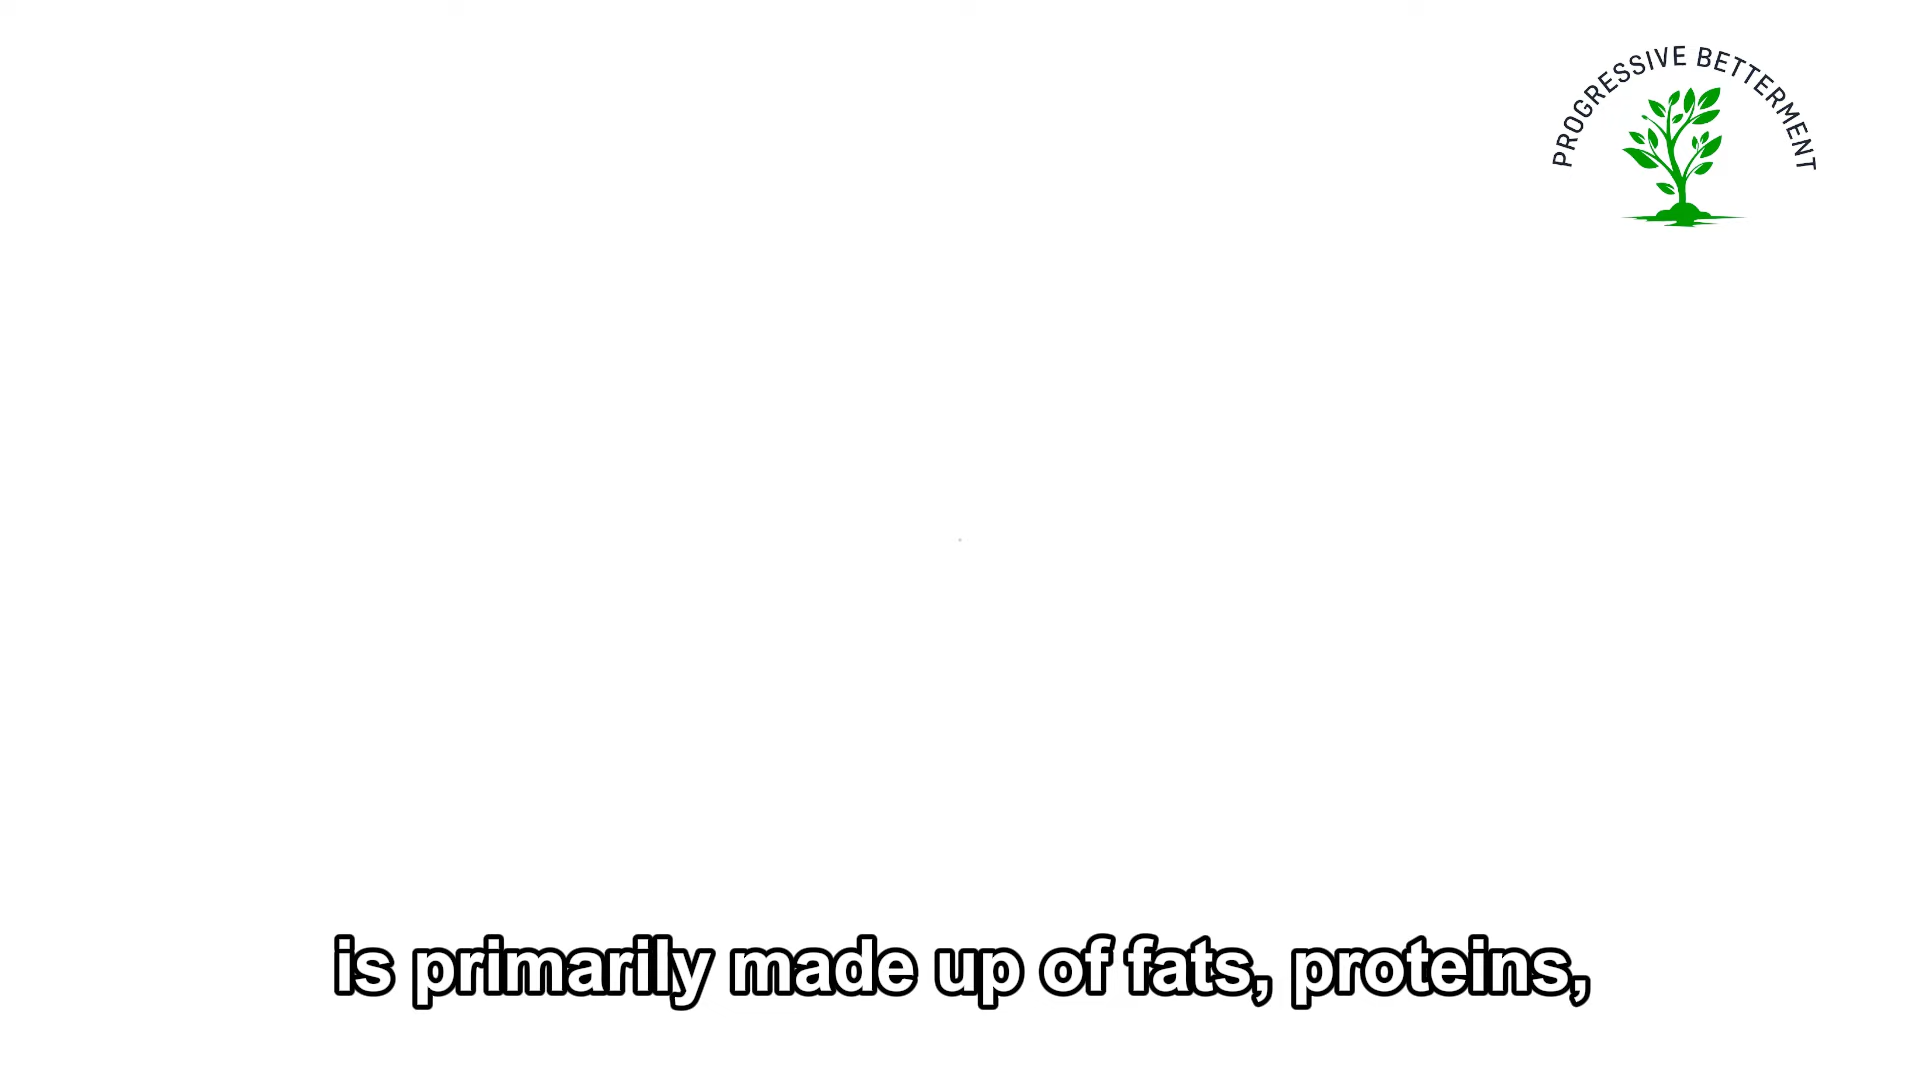 PROGRESSIVE BETTERMENT
is primarily made up of fats, proteins,